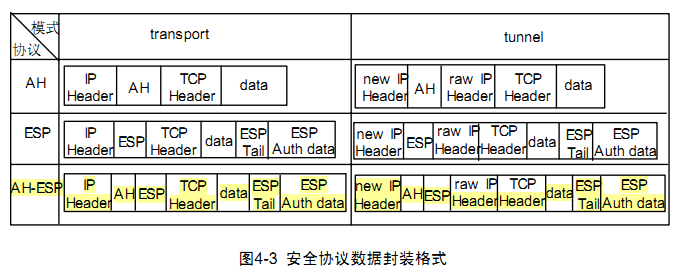 模式
协议
transport
tunnel
AH
IP Header
AH
TCP Header
data
new IP Header
AH
raw IP Header
TCP Header
data
ESP
IP Header
ESP
TCP Header
data
ESP Tail
ESP Auth data
new IP Header
ESP
raw IP Header
TCP Header
data
ESP Tail
ESP Auth data
AH-ESP
IP Header
AH
ESP
TCP Header
data
ESP Tail
ESP Auth data
new IP Header
AH
ESP
raw IP Header
TCP Header
data
ESP Tail
ESP Auth data
图4-3 安全协议数据封装格式